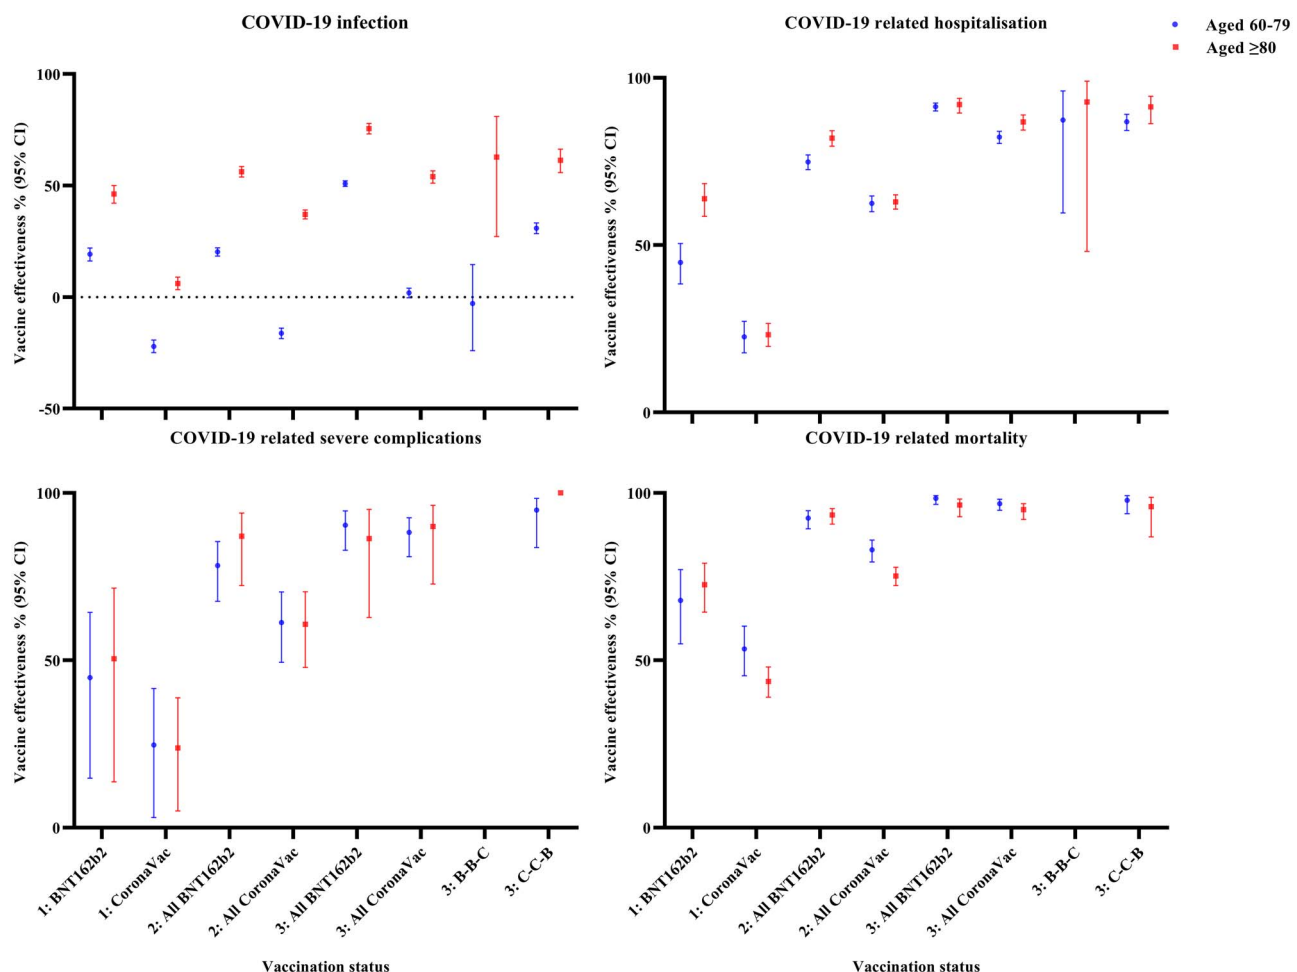 COVID-19 infection
COVID-19 related hospitalisation
Aged 60-79
Aged ≥80
Vaccine effectiveness % (95% CI)
100
50
0
-50
Vaccine effectiveness % (95% CI)
100
50
0
COVID-19 related severe complications
COVID-19 related mortality
Vaccine effectiveness % (95% CI)
100
50
0
1: BNT162b2
1: CoronaVac
2: All BNT162b2
2: All CoronaVac
3: All BNT162b2
3: All CoronaVac
3: B-B-C
3: C-C-B
Vaccination status
Vaccine effectiveness % (95% CI)
100
50
0
1: BNT162b2
1: CoronaVac
2: All BNT162b2
2: All CoronaVac
3: All BNT162b2
3: All CoronaVac
3: B-B-C
3: C-C-B
Vaccination status